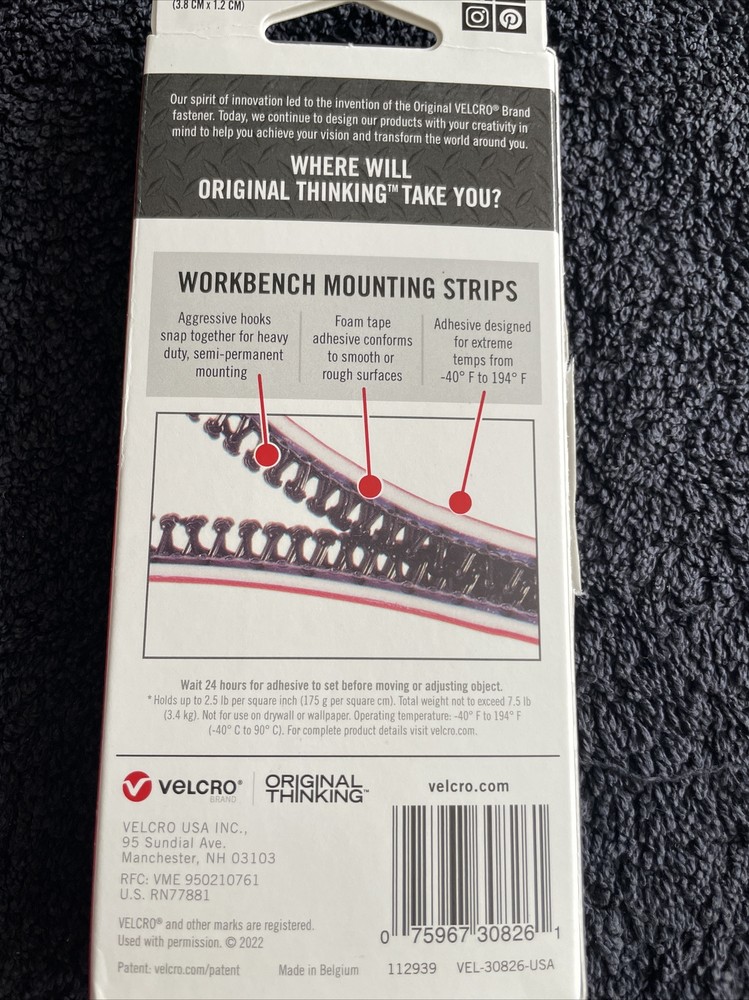 (3.8 CM x 1.2 CM)
Our spirit of innovation led to the invention of the Original VELCRO® Brand
fastener. Today, we continue to design our products with your creativity in
mind to help you achieve your vision and transform the world around you.
WHERE WILL
ORIGINAL THINKING™ TAKE YOU?
WORKBENCH MOUNTING STRIPS
Aggressive hooks
snap together for heavy
duty, semi-permanent
mounting
Foam tape
adhesive conforms
to smooth or
rough surfaces
Adhesive designed
for extreme
temps from
-40° F to 194° F
Wait 24 hours for adhesive to set before moving or adjusting object.
*Holds up to 2.5 lb per square inch (175 g per square cm). Total weight not to exceed 7.5 lb
(3.4 kg). Not for use on drywall or wallpaper. Operating temperature: -40° F to 194° F
(-40° C to 90° C). For complete product details visit velcro.com.
VELCRO®
BRAND
ORIGINAL
THINKING™
velcro.com
VELCRO USA INC.,
95 Sundial Ave.
Manchester, NH 03103
RFC: VME 950210761
U.S. RN77881
VELCRO® and other marks are registered.
Used with permission. © 2022
0 75967 30826 1
Patent: velcro.com/patent
Made in Belgium
112939
VEL-30826-USA